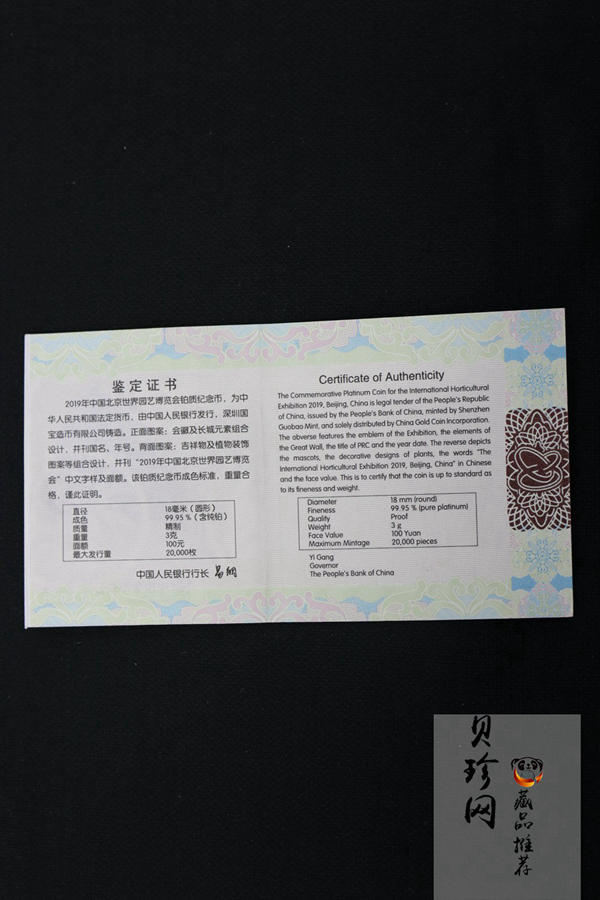 鉴定证书
2019年中国北京世界园艺博览会铂质纪念币，为中
华人民共和国法定货币，由中国人民银行发行，深圳国
宝造币有限公司铸造。正面图案：会徽及长城元素组合
设计，并刊国名、年号。背面图案：吉祥物及植物装饰
图案等组合设计，并刊“2019年中国北京世界园艺博览
会”中文字样及面额。该铂质纪念币成色标准，重量合
格，谨此证明。
直径 18毫米（圆形）
成色 99.95％（含纯铂）
质量 精制
重量 3克
面额 100元
最大发行量 20,000枚
中国人民银行行长 易纲
Certificate of Authenticity
The Commemorative Platinum Coin for the International Horticultural
Exhibition 2019, Beijing, China is legal tender of the People's Republic
of China, issued by the People's Bank of China, minted by Shenzhen
Guobao Mint, and solely distributed by China Gold Coin Incorporation.
The obverse features the emblem of the Exhibition, the elements of
the Great Wall, the title of PRC and the year date. The reverse depicts
the mascots, the decorative designs of plants, the words "The
International Horticultural Exhibition 2019, Beijing, China" in Chinese
and the face value. This is to certify that the coin is up to standard as
to its fineness and weight.
Diameter 18 mm (round)
Fineness 99.95 % (pure platinum)
Quality Proof
Weight 3 g
Face Value 100 Yuan
Maximum Mintage 20,000 pieces
Yi Gang
Governor
The People's Bank of China
贝珍网
藏品推荐